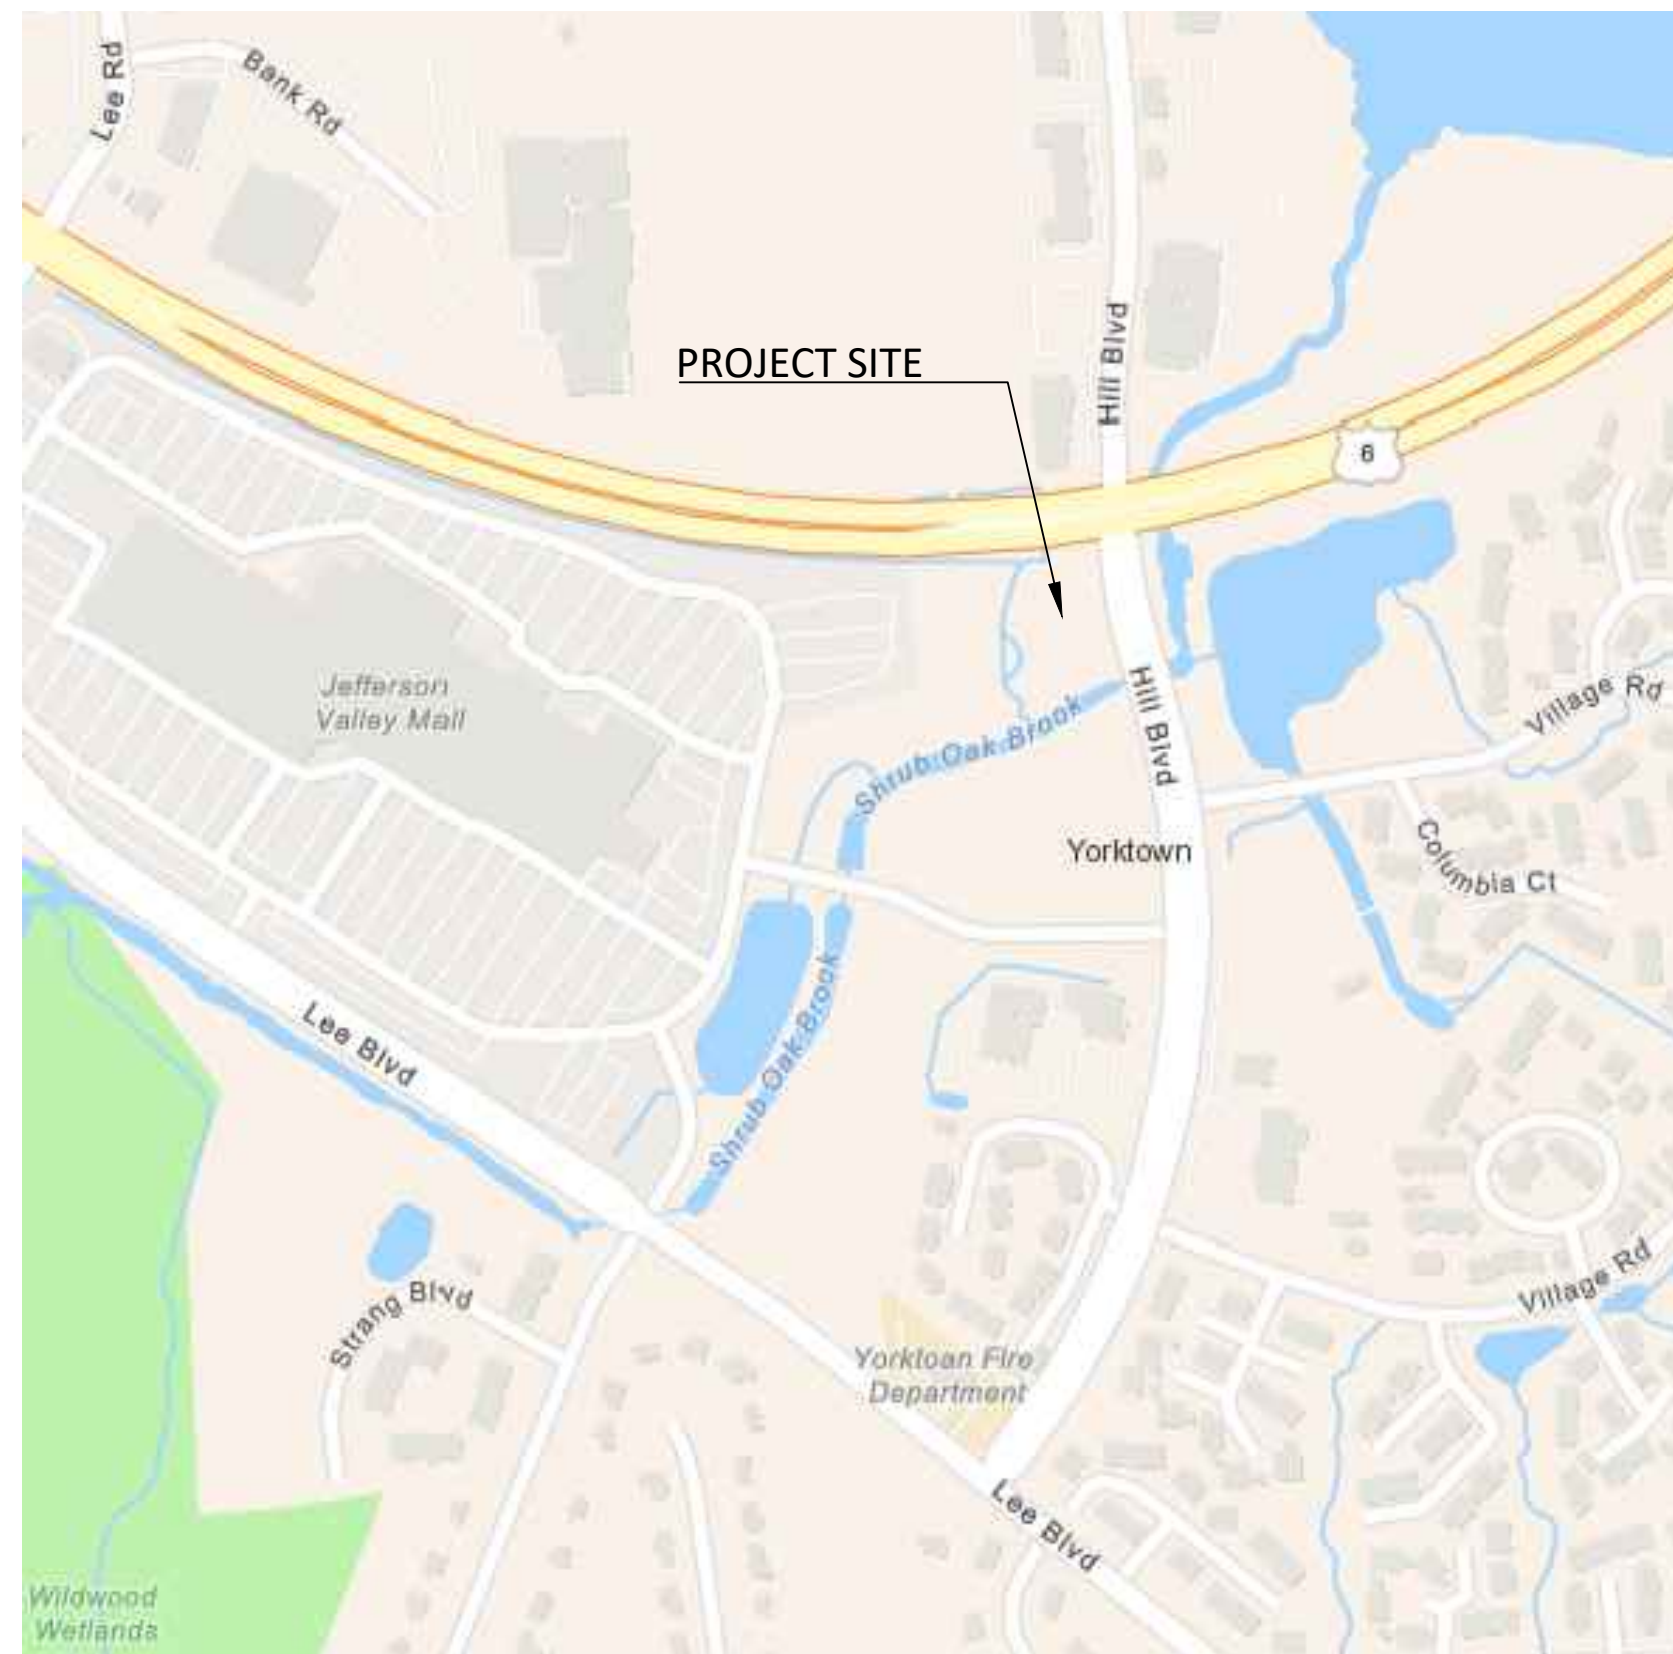 Lee Rd
Bank Rd
PROJECT SITE
Hill Blvd
6
Jefferson
Valley Mall
Hill Blvd
Village Rd
Shrub Oak Brook
Yorktown
Columbia Ct
Lee Blvd
Shrub Oak Brook
Strang Blvd
Village Rd
Yorktoan Fire
Department
Lee Blvd
Wildwood
Wetlands